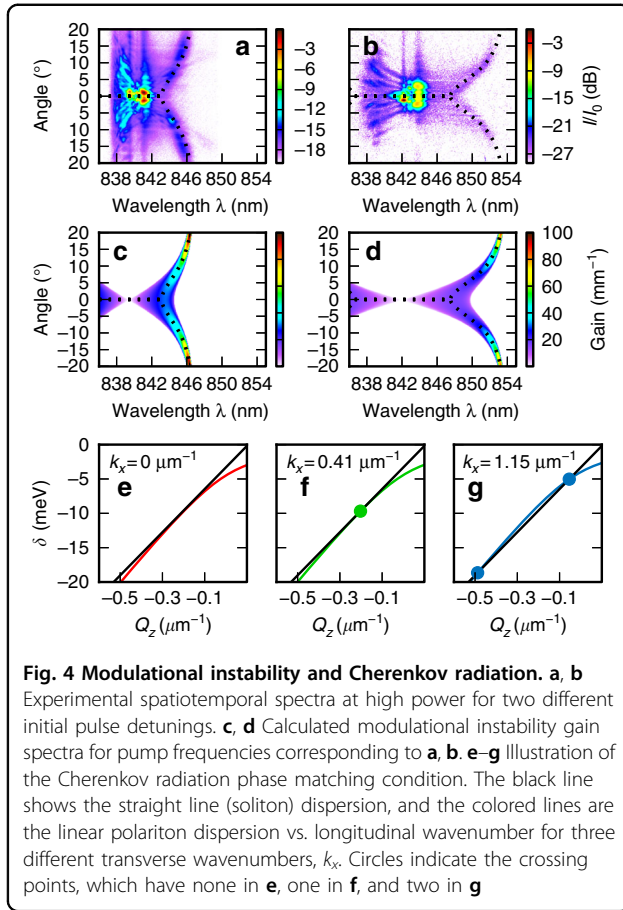 a
b
20
15
10
5
0
5
10
15
20
Angle (°)
838 842 846 850 854
Wavelength λ (nm)
−3
−6
−9
−12
−15
−18
838 842 846 850 854
Wavelength λ (nm)
−3
−9
−15
−21
−27
I/I0 (dB)
c
d
20
15
10
5
0
−5
−10
−15
−20
Angle (°)
838 842 846 850 854
Wavelength λ (nm)
838 842 846 850 854
Wavelength λ (nm)
100
80
60
40
20
Gain (mm−1)
0
−5
−10
−15
−20
δ (meV)
kx = 0 μm−1
e
−0.5 −0.3 −0.1
Qz (μm−1)
kx = 0.41 μm−1
f
−0.5 −0.3 −0.1
Qz (μm−1)
kx = 1.15 μm−1
g
−0.5 −0.3 −0.1
Qz (μm−1)
Fig. 4 Modulational instability and Cherenkov radiation. a, b
Experimental spatiotemporal spectra at high power for two different
initial pulse detunings. c, d Calculated modulational instability gain
spectra for pump frequencies corresponding to a, b. e–g Illustration of
the Cherenkov radiation phase matching condition. The black line
shows the straight line (soliton) dispersion, and the colored lines are
the linear polariton dispersion vs. longitudinal wavenumber for three
different transverse wavenumbers, kx. Circles indicate the crossing
points, which have none in e, one in f, and two in g